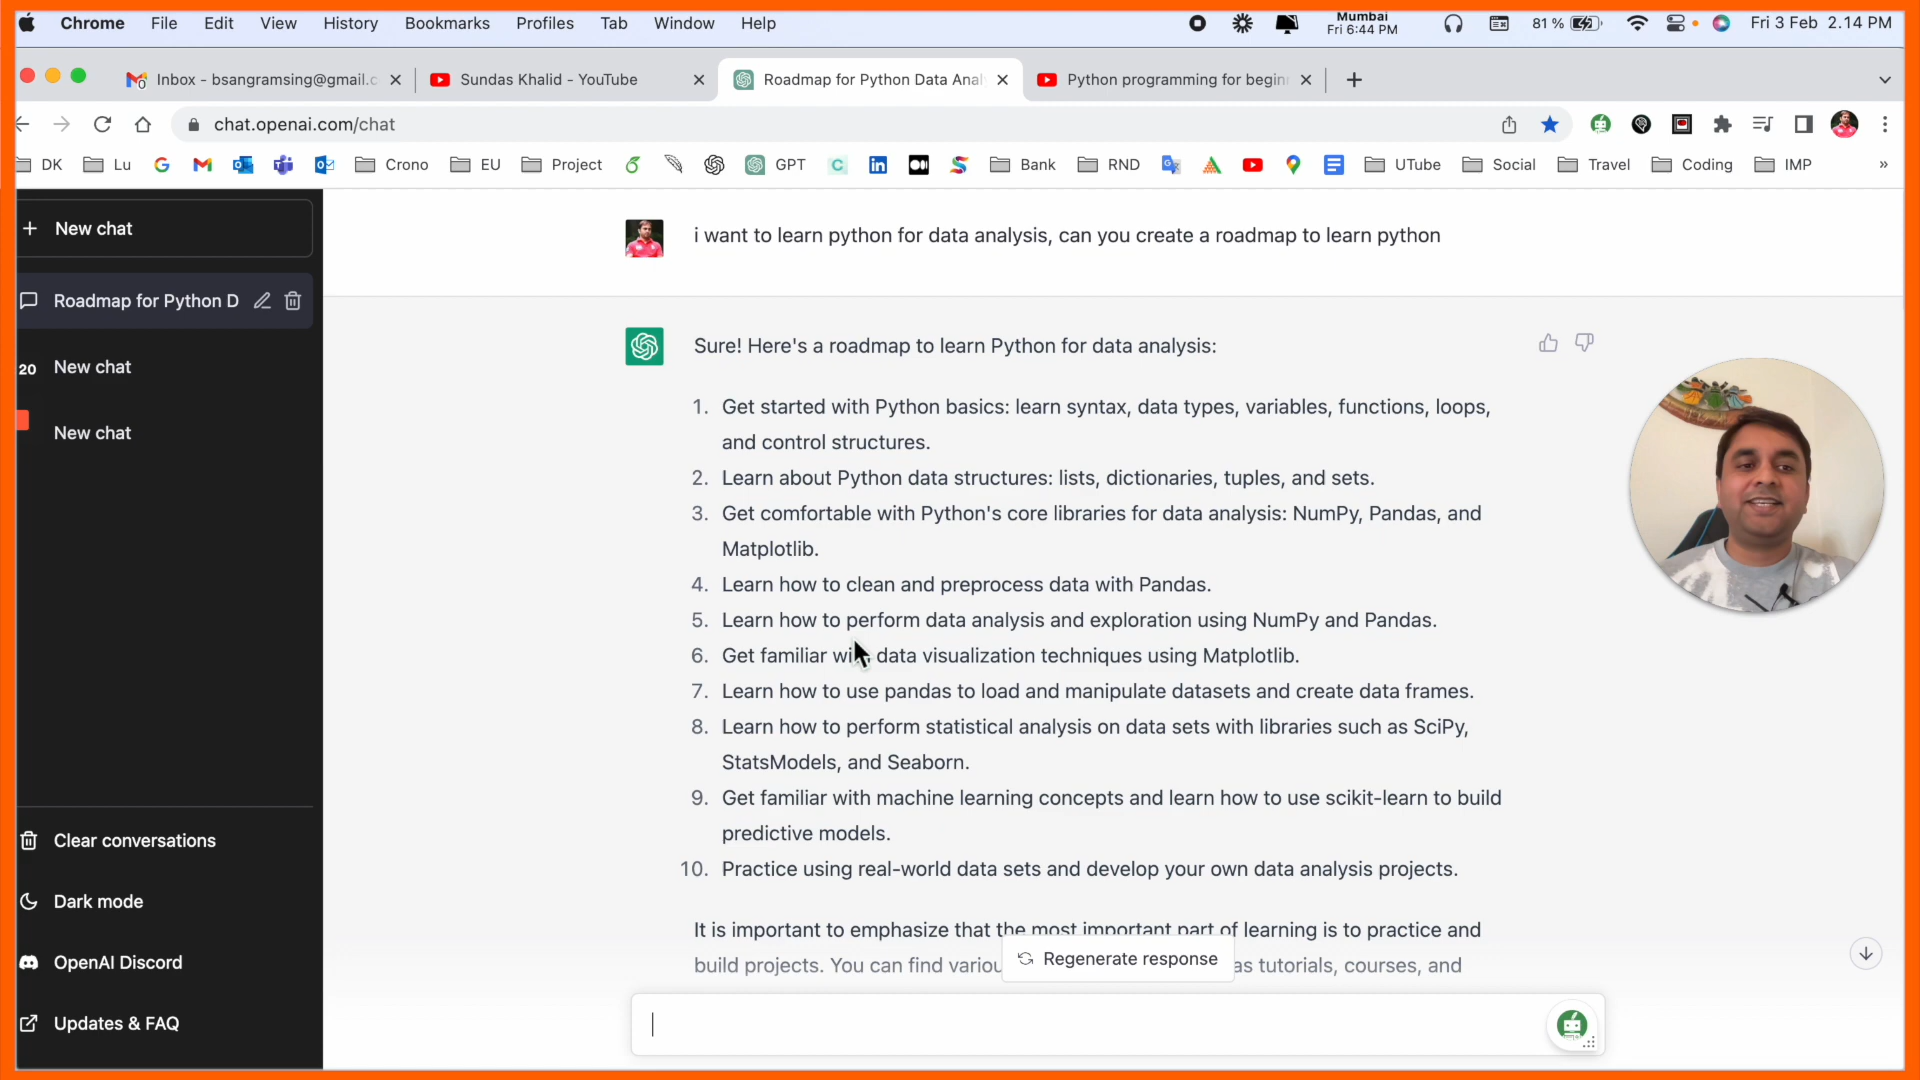 Chrome File Edit View History Bookmarks Profiles Tab Window Help
Mumbai
Fri 6:44 PM
81 %
Fri 3 Feb 2.14 PM
Inbox - bsangramsing@gmail.c
Sundas Khalid - YouTube
Roadmap for Python Data Anal
Python programming for begin
chat.openai.com/chat
DK
Lu
Crono
EU
Project
GPT
Bank
RND
UTube
Social
Travel
Coding
IMP
»
+ New chat
Roadmap for Python D
20
New chat
New chat
Clear conversations
Dark mode
OpenAI Discord
Updates & FAQ
i want to learn python for data analysis, can you create a roadmap to learn python
Sure! Here's a roadmap to learn Python for data analysis:
1. Get started with Python basics: learn syntax, data types, variables, functions, loops,
and control structures.
2. Learn about Python data structures: lists, dictionaries, tuples, and sets.
3. Get comfortable with Python's core libraries for data analysis: NumPy, Pandas, and
Matplotlib.
4. Learn how to clean and preprocess data with Pandas.
5. Learn how to perform data analysis and exploration using NumPy and Pandas.
6. Get familiar with data visualization techniques using Matplotlib.
7. Learn how to use pandas to load and manipulate datasets and create data frames.
8. Learn how to perform statistical analysis on data sets with libraries such as SciPy,
StatsModels, and Seaborn.
9. Get familiar with machine learning concepts and learn how to use scikit-learn to build
predictive models.
10. Practice using real-world data sets and develop your own data analysis projects.
It is important to emphasize that the most important part of learning is to practice and
build projects. You can find variou as tutorials, courses, and
Regenerate response